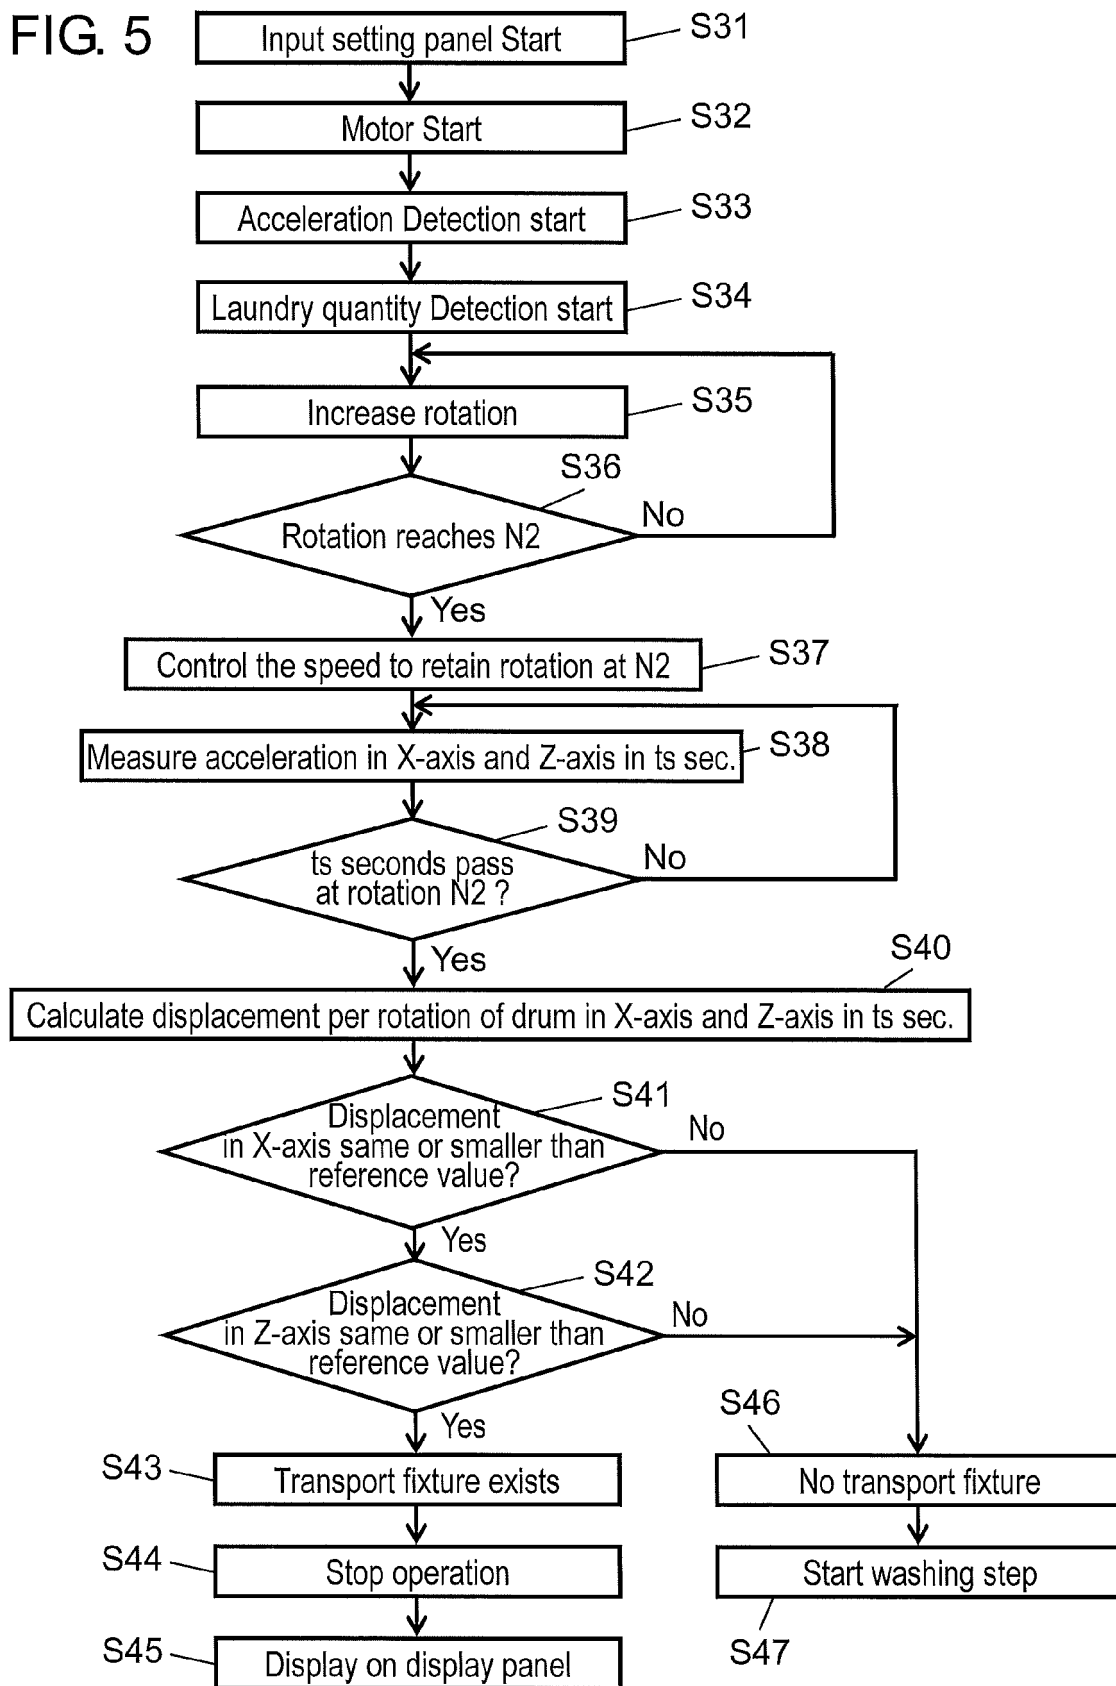 FIG. 5
Input setting panel Start
S31
Motor Start
S32
Acceleration Detection start
S33
Laundry quantity Detection start
S34
Increase rotation
S35
S36
Rotation reaches N2
No
Yes
Control the speed to retain rotation at N2
S37
Measure acceleration in X-axis and Z-axis in ts sec.
S38
S39
ts seconds pass
at rotation N2 ?
No
Yes
S40
Calculate displacement per rotation of drum in X-axis and Z-axis in ts sec.
S41
Displacement
in X-axis same or smaller than
reference value?
No
Yes
S42
Displacement
in Z-axis same or smaller than
reference value?
No
Yes
S43
Transport fixture exists
S46
No transport fixture
S44
Stop operation
Start washing step
S47
S45
Display on display panel